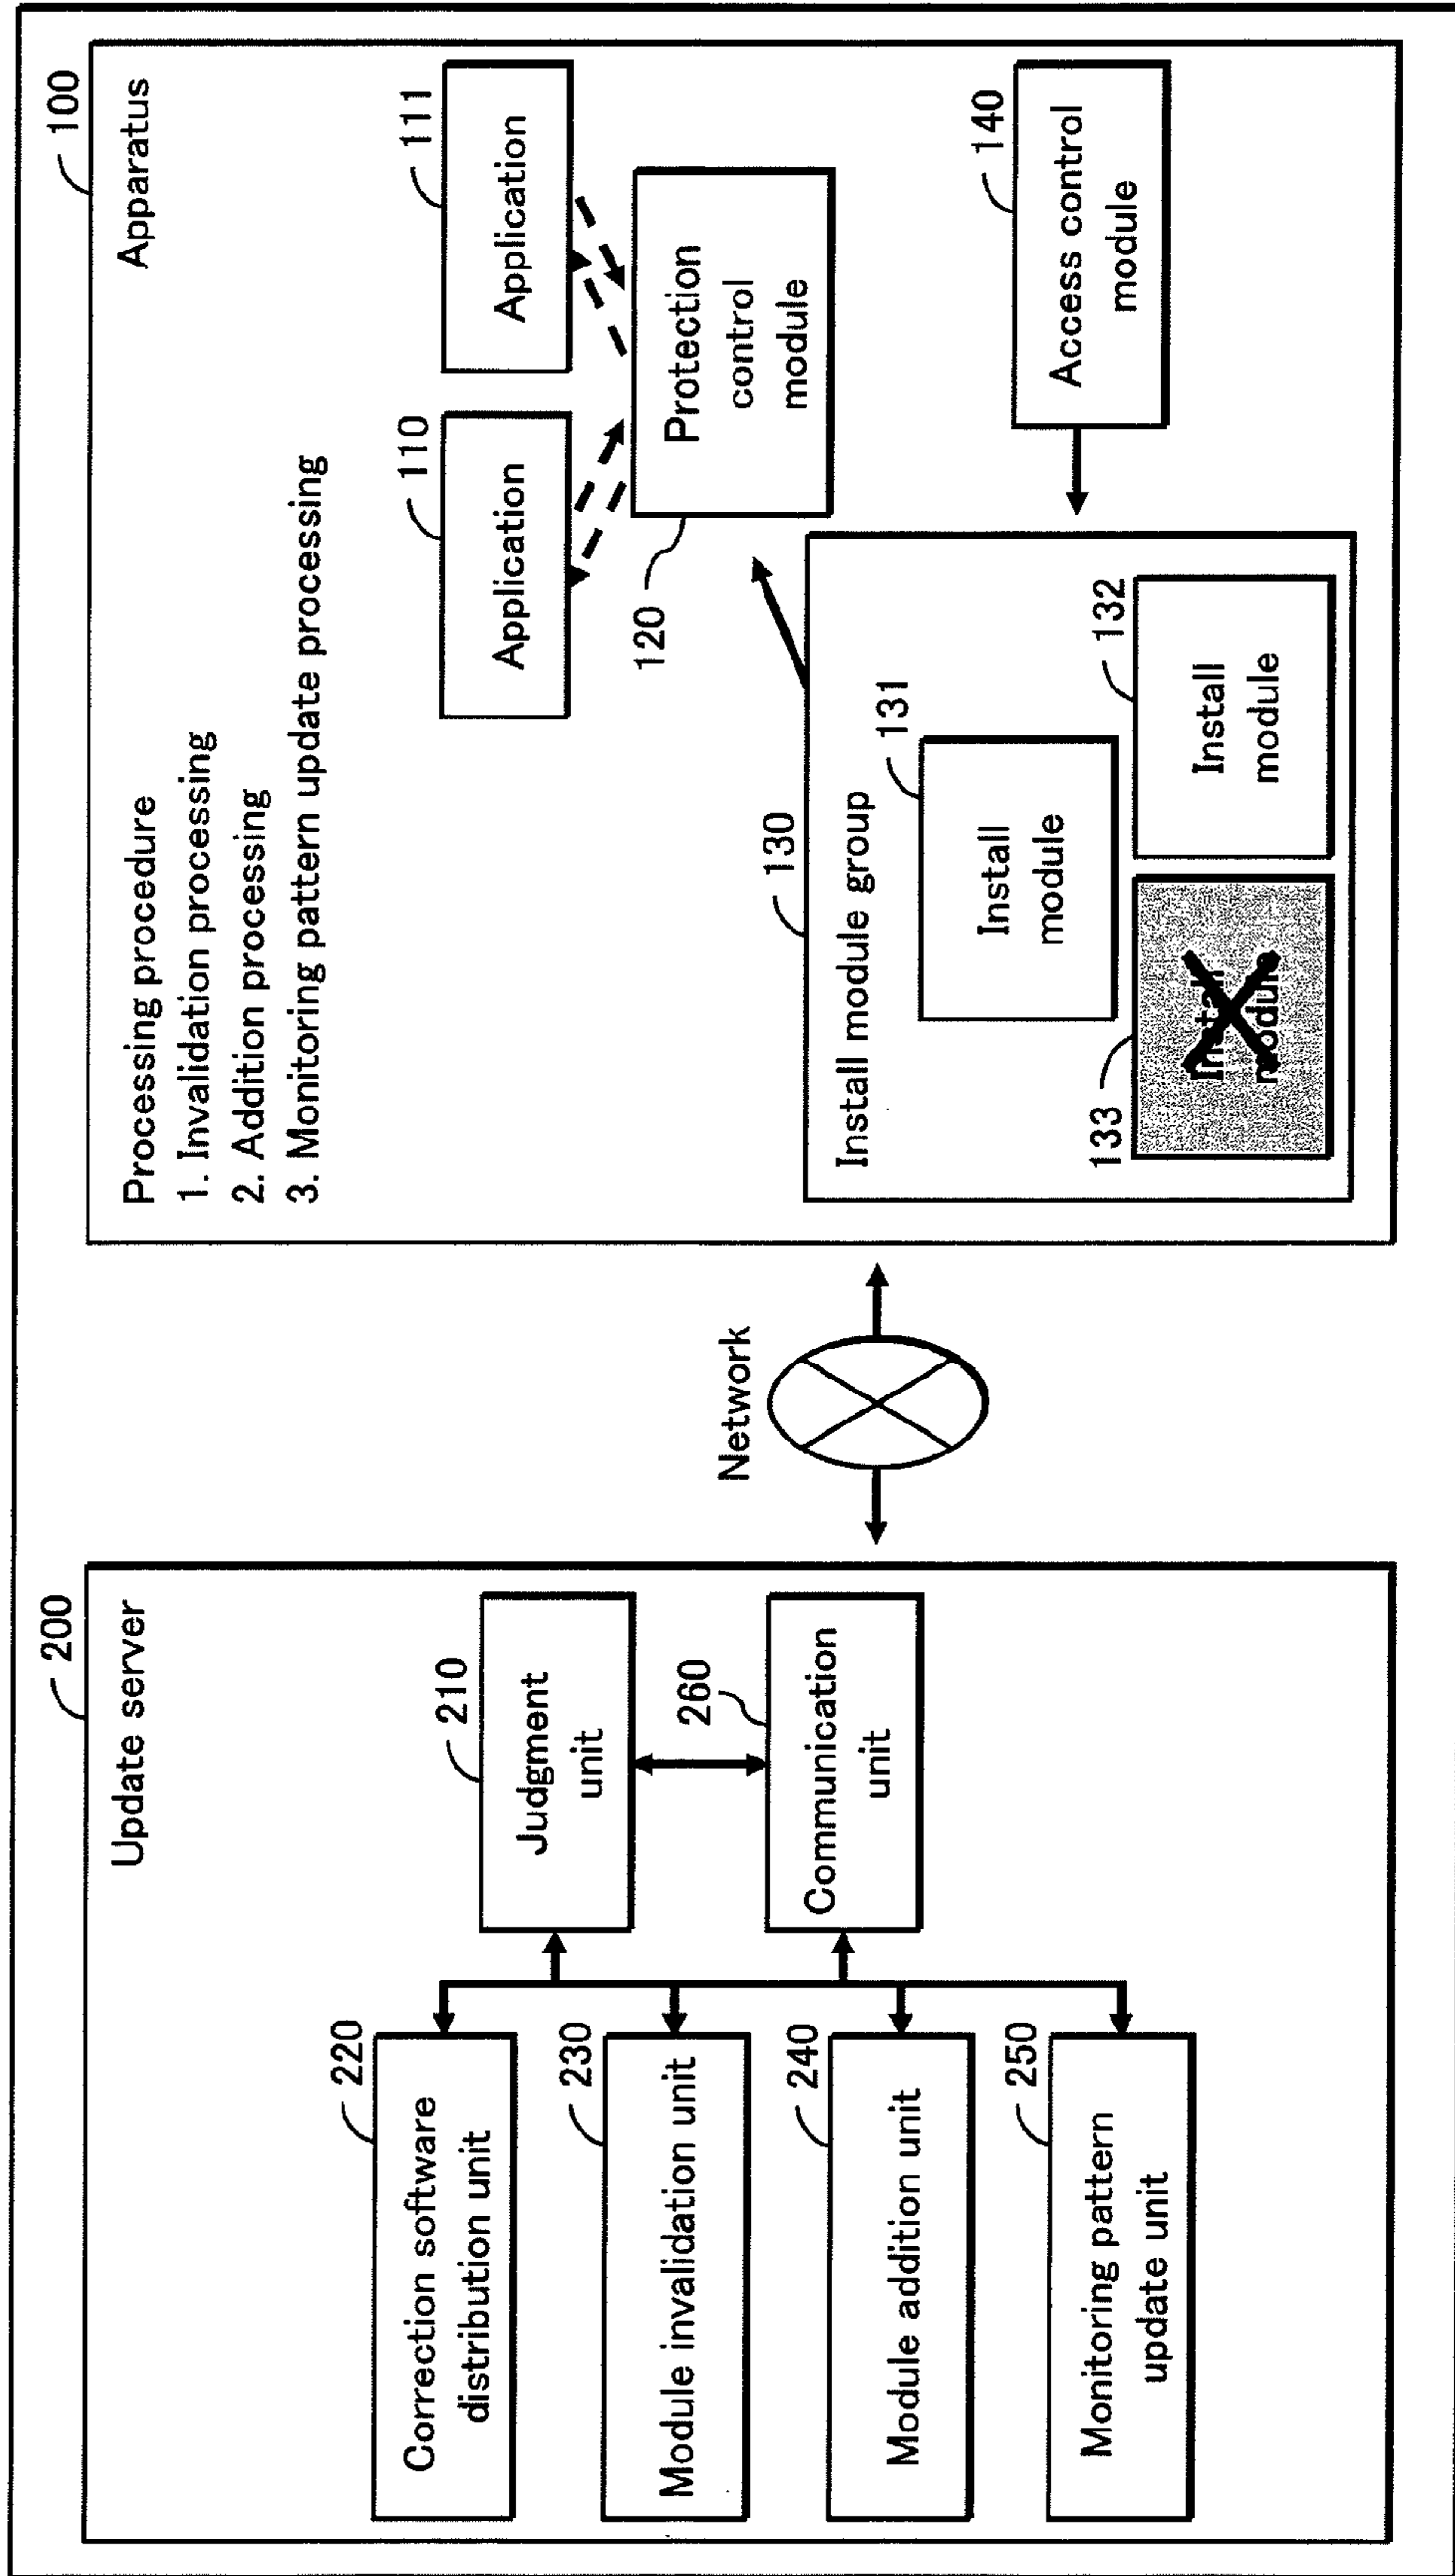 200
Update server
220
Correction software
distribution unit
230
Module invalidation unit
240
Module addition unit
250
Monitoring pattern
update unit
210
Judgment
unit
260
Communication
unit
Network
100
Apparatus
Processing procedure
1. Invalidation processing
2. Addition processing
3. Monitoring pattern update processing
110
Application
111
Application
120
Protection
control
module
130
Install module group
131
Install
module
132
Install
module
133
Install
module
140
Access control
module